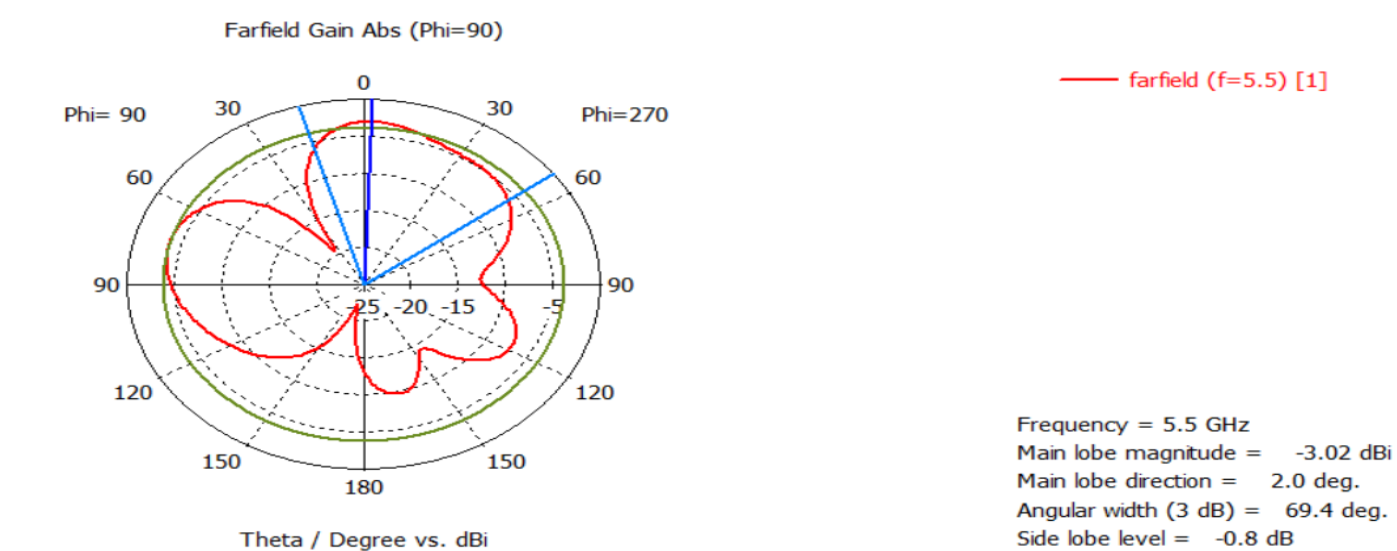 Farfield Gain Abs (Phi=90)
farfield (f=5.5) [1]
0
Phi= 90
30
30
Phi=270
60
60
90
-25
-20
-15
-5
90
120
120
150
150
180
Theta / Degree vs. dBi
Frequency = 5.5 GHz
Main lobe magnitude = -3.02 dBi
Main lobe direction = 2.0 deg.
Angular width (3 dB) = 69.4 deg.
Side lobe level = -0.8 dB